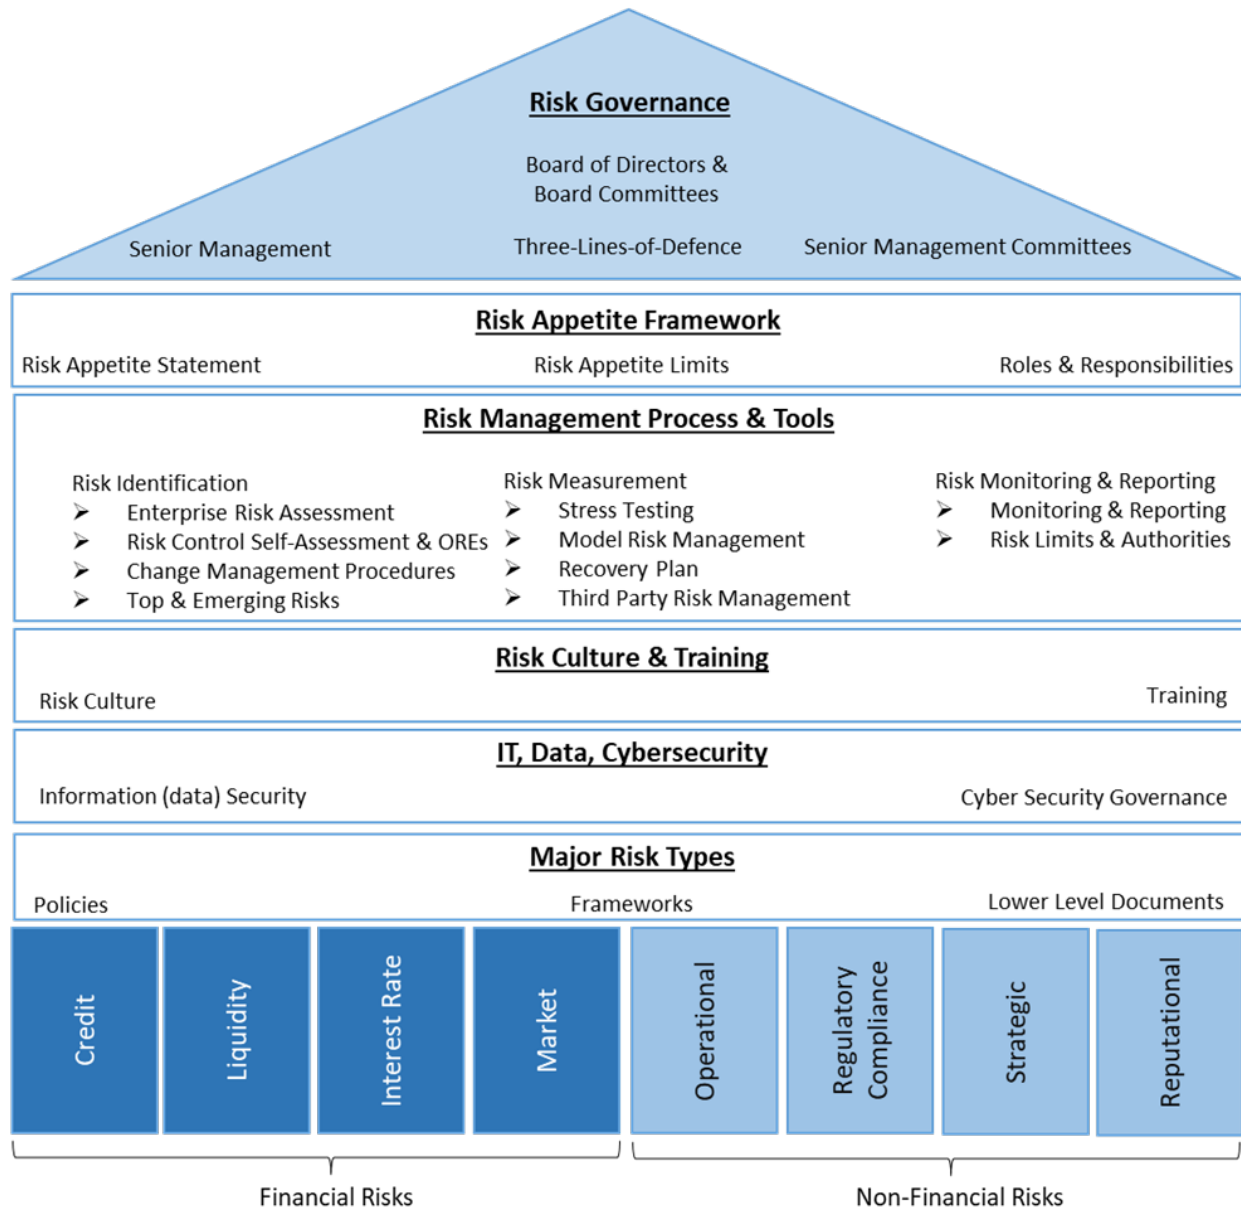 Risk Governance
Board of Directors &
Board Committees
Senior Management
Three-Lines-of-Defence
Senior Management Committees
Risk Appetite Framework
Risk Appetite Statement
Risk Appetite Limits
Roles & Responsibilities
Risk Management Process & Tools
Risk Identification
➢ Enterprise Risk Assessment
➢ Risk Control Self-Assessment & OREs
➢ Change Management Procedures
➢ Top & Emerging Risks
Risk Measurement
➢ Stress Testing
➢ Model Risk Management
➢ Recovery Plan
➢ Third Party Risk Management
Risk Monitoring & Reporting
➢ Monitoring & Reporting
➢ Risk Limits & Authorities
Risk Culture & Training
Risk Culture
Training
IT, Data, Cybersecurity
Information (data) Security
Cyber Security Governance
Major Risk Types
Policies
Frameworks
Lower Level Documents
Credit
Liquidity
Interest Rate
Market
Operational
Regulatory
Compliance
Strategic
Reputational
Financial Risks
Non-Financial Risks